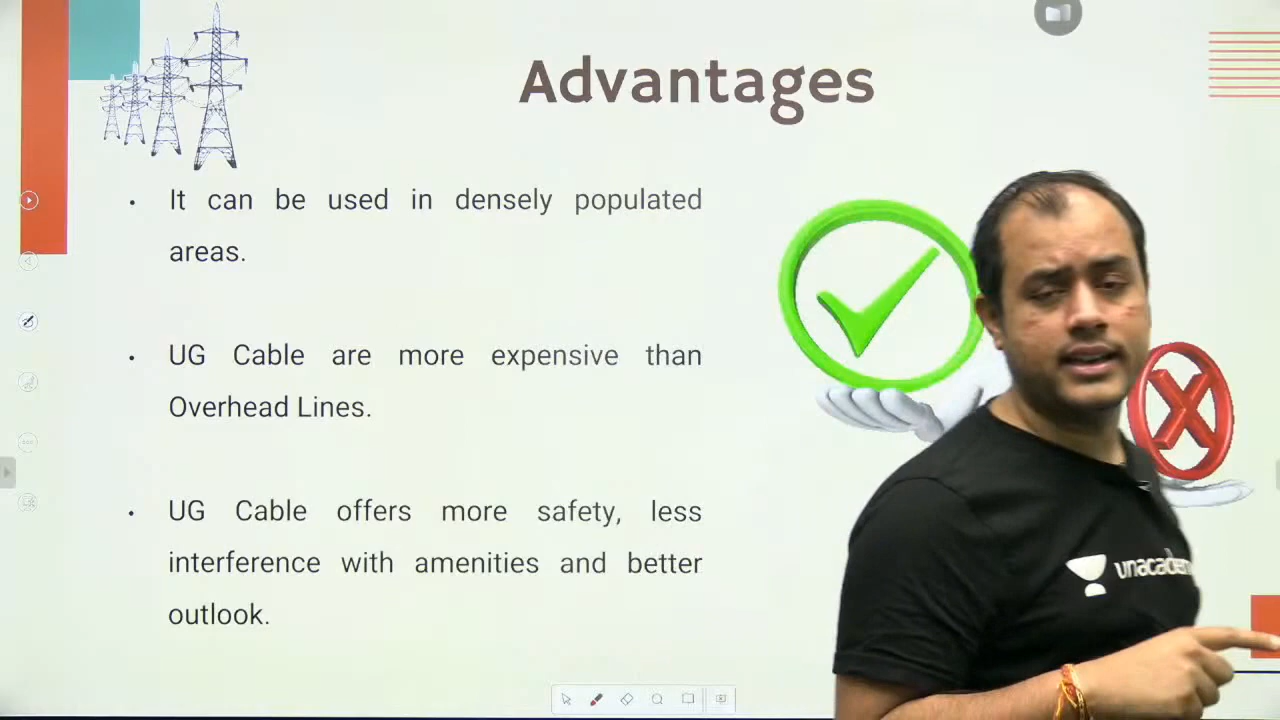 Advantages
• It can be used in densely populated
areas.
• UG Cable are more expensive than
Overhead Lines.
• UG Cable offers more safety, less
interference with amenities and better
outlook.